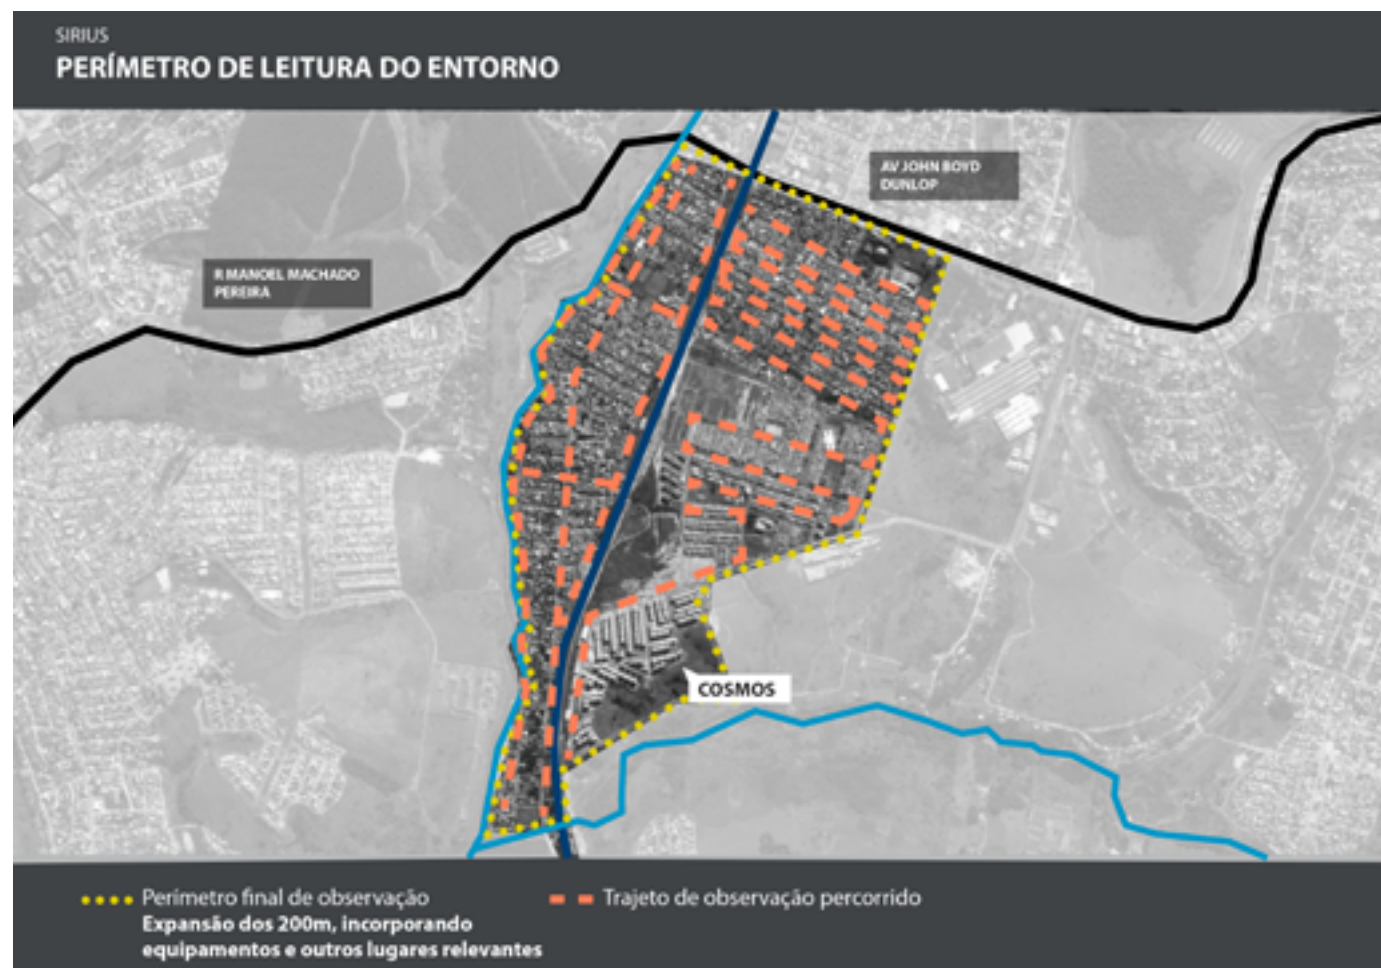 SIRIUS
PERÍMETRO DE LEITURA DO ENTORNO
AV JOHN BOYD
DUNLOP
R MANOEL MACHADO
PEREIRA
COSMOS
Perímetro final de observação
Expansão dos 200m, incorporando
equipamentos e outros lugares relevantes
Trajeto de observação percorrido